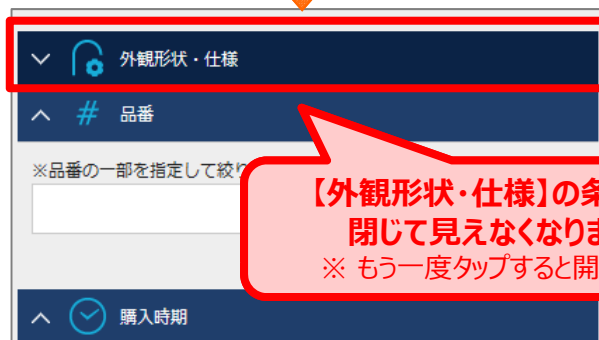 外観形状・仕様
# 品番
※品番の一部を指定して絞り
【外観形状・仕様】の条
閉じて見えなくなりま
※ もう一度タップすると開
購入時期